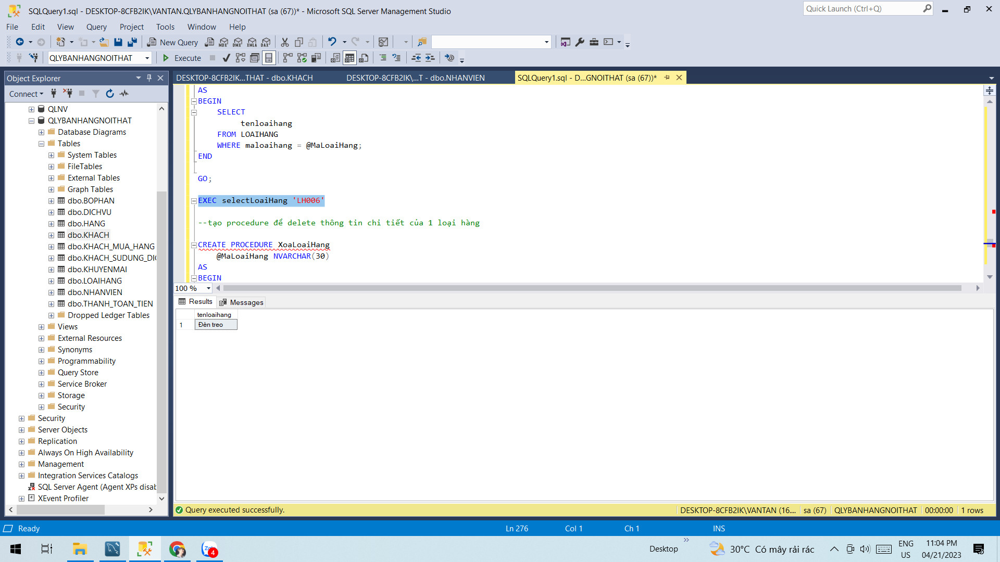 SQLQuery1.sql - DESKTOP-8CFB2IK\VANTAN.QLYBANHANGNOITHAT (sa (67))* - Microsoft SQL Server Management Studio
Quick Launch (Ctrl+Q)
File Edit View Query Project Tools Window Help
New Query
MDX DMX XMLA DAX
QLYBANHANGNOITHAT
Execute
Object Explorer
DESKTOP-8CFB2IK...THAT - dbo.KHACH
DESKTOP-8CFB2IK\...T - dbo.NHANVIEN
SQLQuery1.sql - D...GNOITHAT (sa (67))*
Connect
QLNV
QLYBANHANGNOITHAT
Database Diagrams
Tables
System Tables
FileTables
External Tables
Graph Tables
dbo.BOPHAN
dbo.DICHVU
dbo.HANG
dbo.KHACH
dbo.KHACH_MUA_HANG
dbo.KHACH_SUDUNG_DIC
dbo.KHUYENMAI
dbo.LOAIHANG
dbo.NHANVIEN
dbo.THANH_TOAN_TIEN
Dropped Ledger Tables
Views
External Resources
Synonyms
Programmability
Query Store
Service Broker
Storage
Security
Security
Server Objects
Replication
Always On High Availability
Management
Integration Services Catalogs
SQL Server Agent (Agent XPs disab
XEvent Profiler
AS
BEGIN
SELECT
tenloaihang
FROM LOAIHANG
WHERE maloaihang = @MaLoaiHang;
END
GO;
EXEC selectLoaiHang 'LH006'
--tạo procedure để delete thông tin chi tiết của 1 loại hàng
CREATE PROCEDURE XoaLoaiHang
@MaLoaiHang NVARCHAR(30)
AS
BEGIN
100 %
Results Messages
tenloaihang
1 Đèn treo
Query executed successfully.
DESKTOP-8CFB2IK\VANTAN (16.... sa (67) QLYBANHANGNOITHAT 00:00:00 1 rows
Ready
Ln 276 Col 1 Ch 1 INS
Zalo
4
Desktop
30°C Có mây rải rác
ENG
US
11:04 PM
04/21/2023